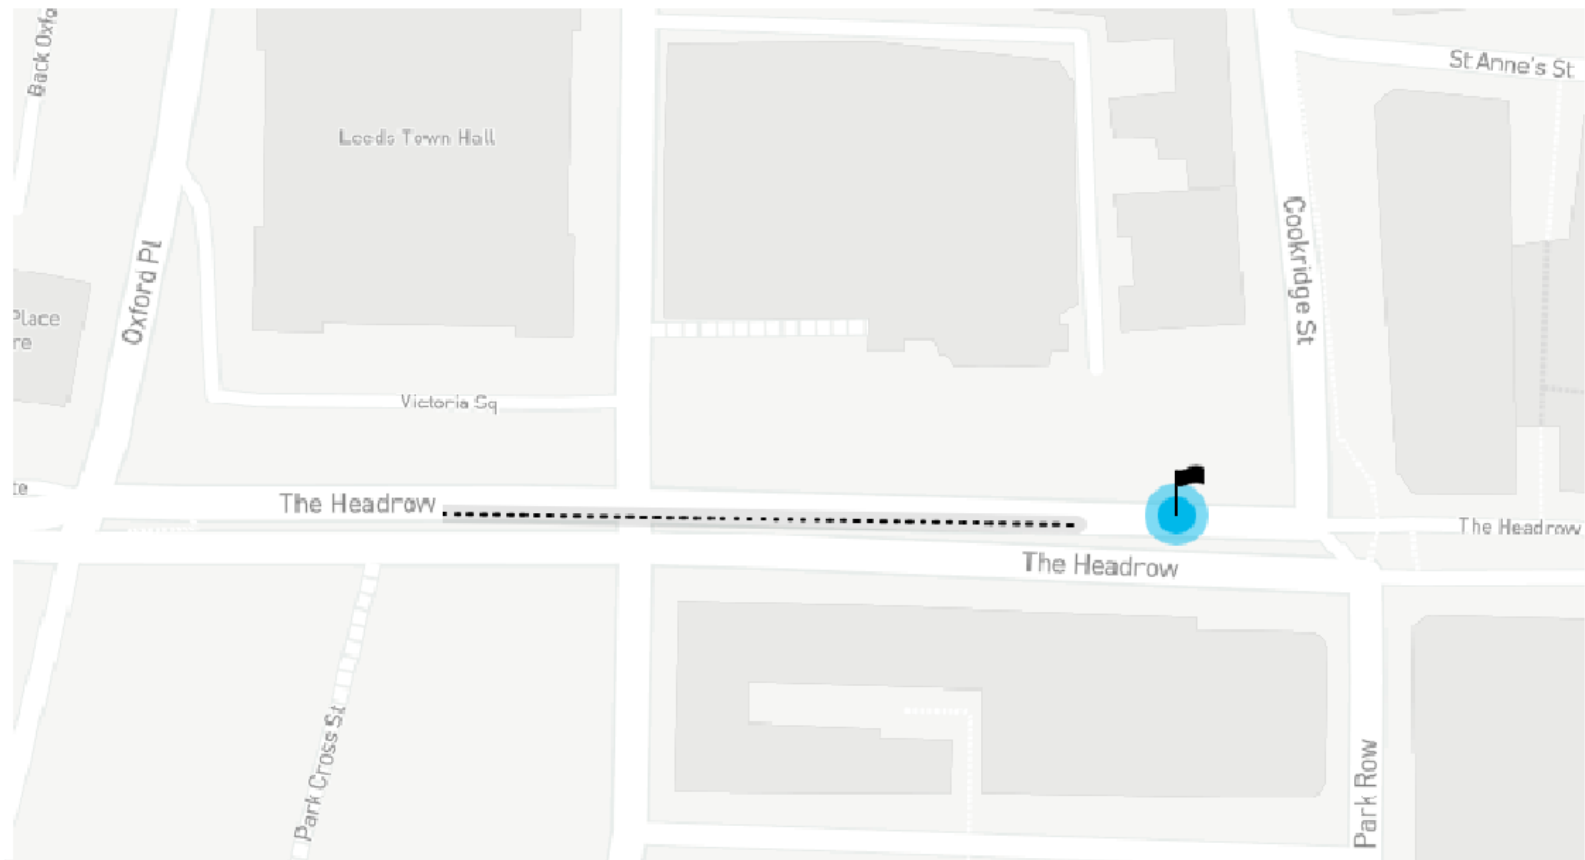 Back Oxfo
St Anne's St
Leeds Town Hall
Oxford Pl
Cookridge St
Place
re
Victoria Sq
te
The Headrow
The Headrow
The Headrow
Park Cross St
Park Row